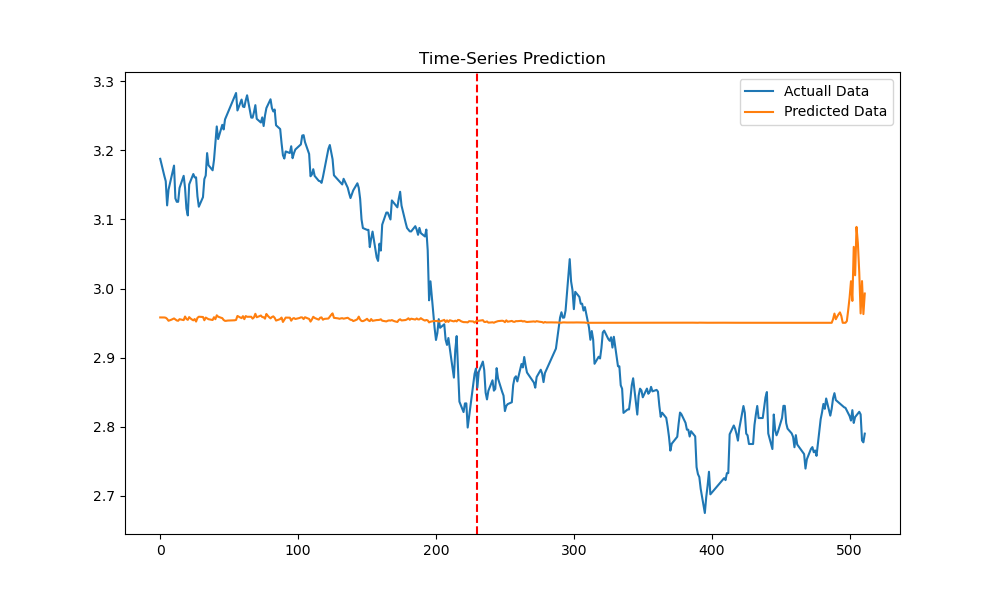 Time-Series Prediction
Actuall Data
Predicted Data
3.3
3.2
3.1
3.0
2.9
2.8
2.7
0 100 200 300 400 500